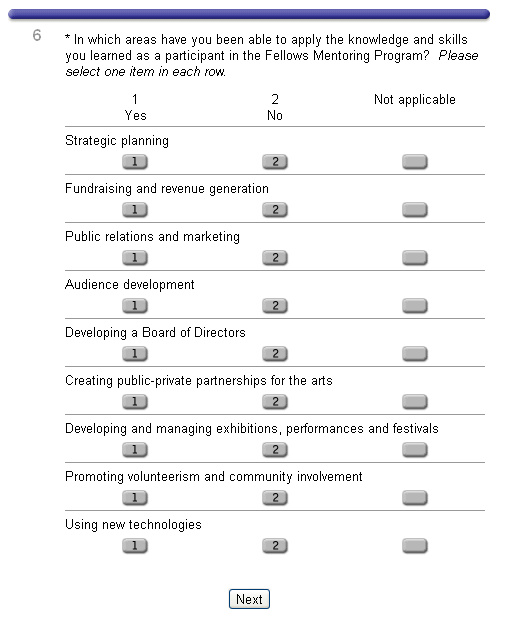 6 * In which areas have you been able to apply the knowledge and skills
you learned as a participant in the Fellows Mentoring Program? Please
select one item in each row.
1 2 Not applicable
Yes No
Strategic planning
1 2
Fundraising and revenue generation
1 2
Public relations and marketing
1 2
Audience development
1 2
Developing a Board of Directors
1 2
Creating public-private partnerships for the arts
1 2
Developing and managing exhibitions, performances and festivals
1 2
Promoting volunteerism and community involvement
1 2
Using new technologies
1 2
Next